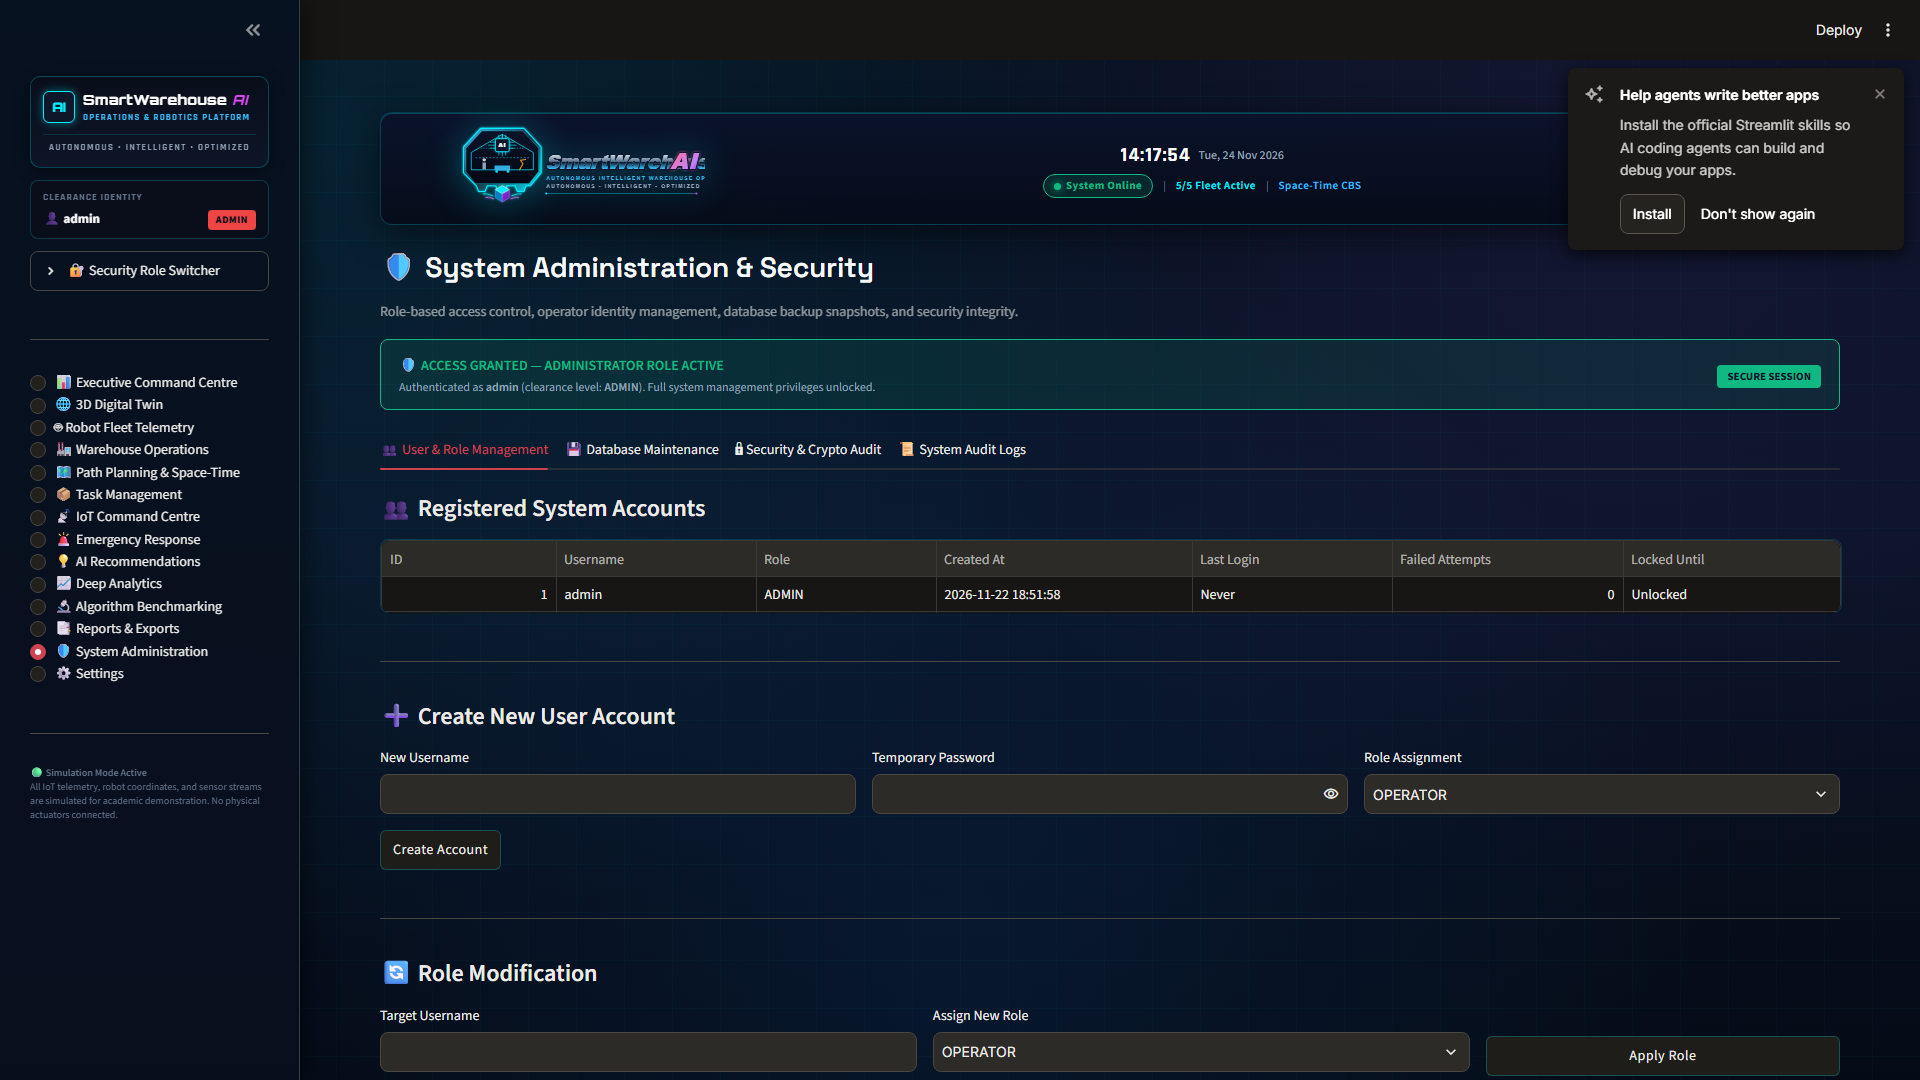 Deploy
AI
SmartWarehouse AI
OPERATIONS & ROBOTICS PLATFORM
AUTONOMOUS • INTELLIGENT • OPTIMIZED
CLEARANCE IDENTITY
admin
ADMIN
Security Role Switcher
Executive Command Centre
3D Digital Twin
Robot Fleet Telemetry
Warehouse Operations
Path Planning & Space-Time
Task Management
IoT Command Centre
Emergency Response
AI Recommendations
Deep Analytics
Algorithm Benchmarking
Reports & Exports
System Administration
Settings
Simulation Mode Active
All IoT telemetry, robot coordinates, and sensor streams
are simulated for academic demonstration. No physical
actuators connected.
AI
AUTONOMOUS INTELLIGENT WAREHOUSE OP
AUTONOMOUS • INTELLIGENT • OPTIMIZED
14:17:54 Tue, 24 Nov 2026
System Online | 5/5 Fleet Active | Space-Time CBS
Help agents write better apps
Install the official Streamlit skills so
AI coding agents can build and
debug your apps.
Install Don't show again
System Administration & Security
Role-based access control, operator identity management, database backup snapshots, and security integrity.
ACCESS GRANTED — ADMINISTRATOR ROLE ACTIVE
Authenticated as admin (clearance level: ADMIN). Full system management privileges unlocked.
SECURE SESSION
User & Role Management Database Maintenance Security & Crypto Audit System Audit Logs
Registered System Accounts
ID Username Role Created At Last Login Failed Attempts Locked Until
1 admin ADMIN 2026-11-22 18:51:58 Never 0 Unlocked
Create New User Account
New Username Temporary Password Role Assignment
OPERATOR
Create Account
Role Modification
Target Username Assign New Role
OPERATOR
Apply Role